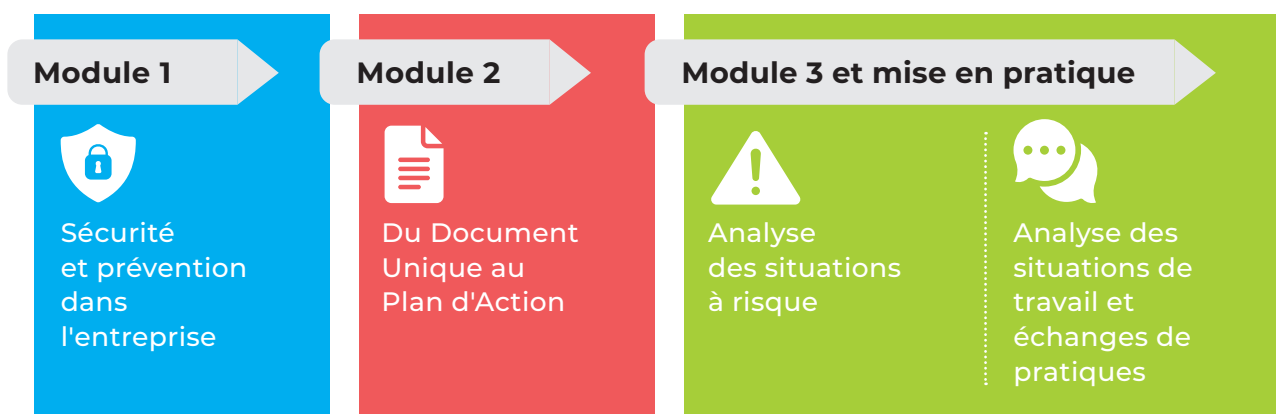 Module 1
Sécurité
et prévention
dans
l'entreprise
Module 2
Du Document
Unique au
Plan d'Action
Module 3 et mise en pratique
Analyse
des situations
à risque
Analyse des
situations de
travail et
échanges de
pratiques